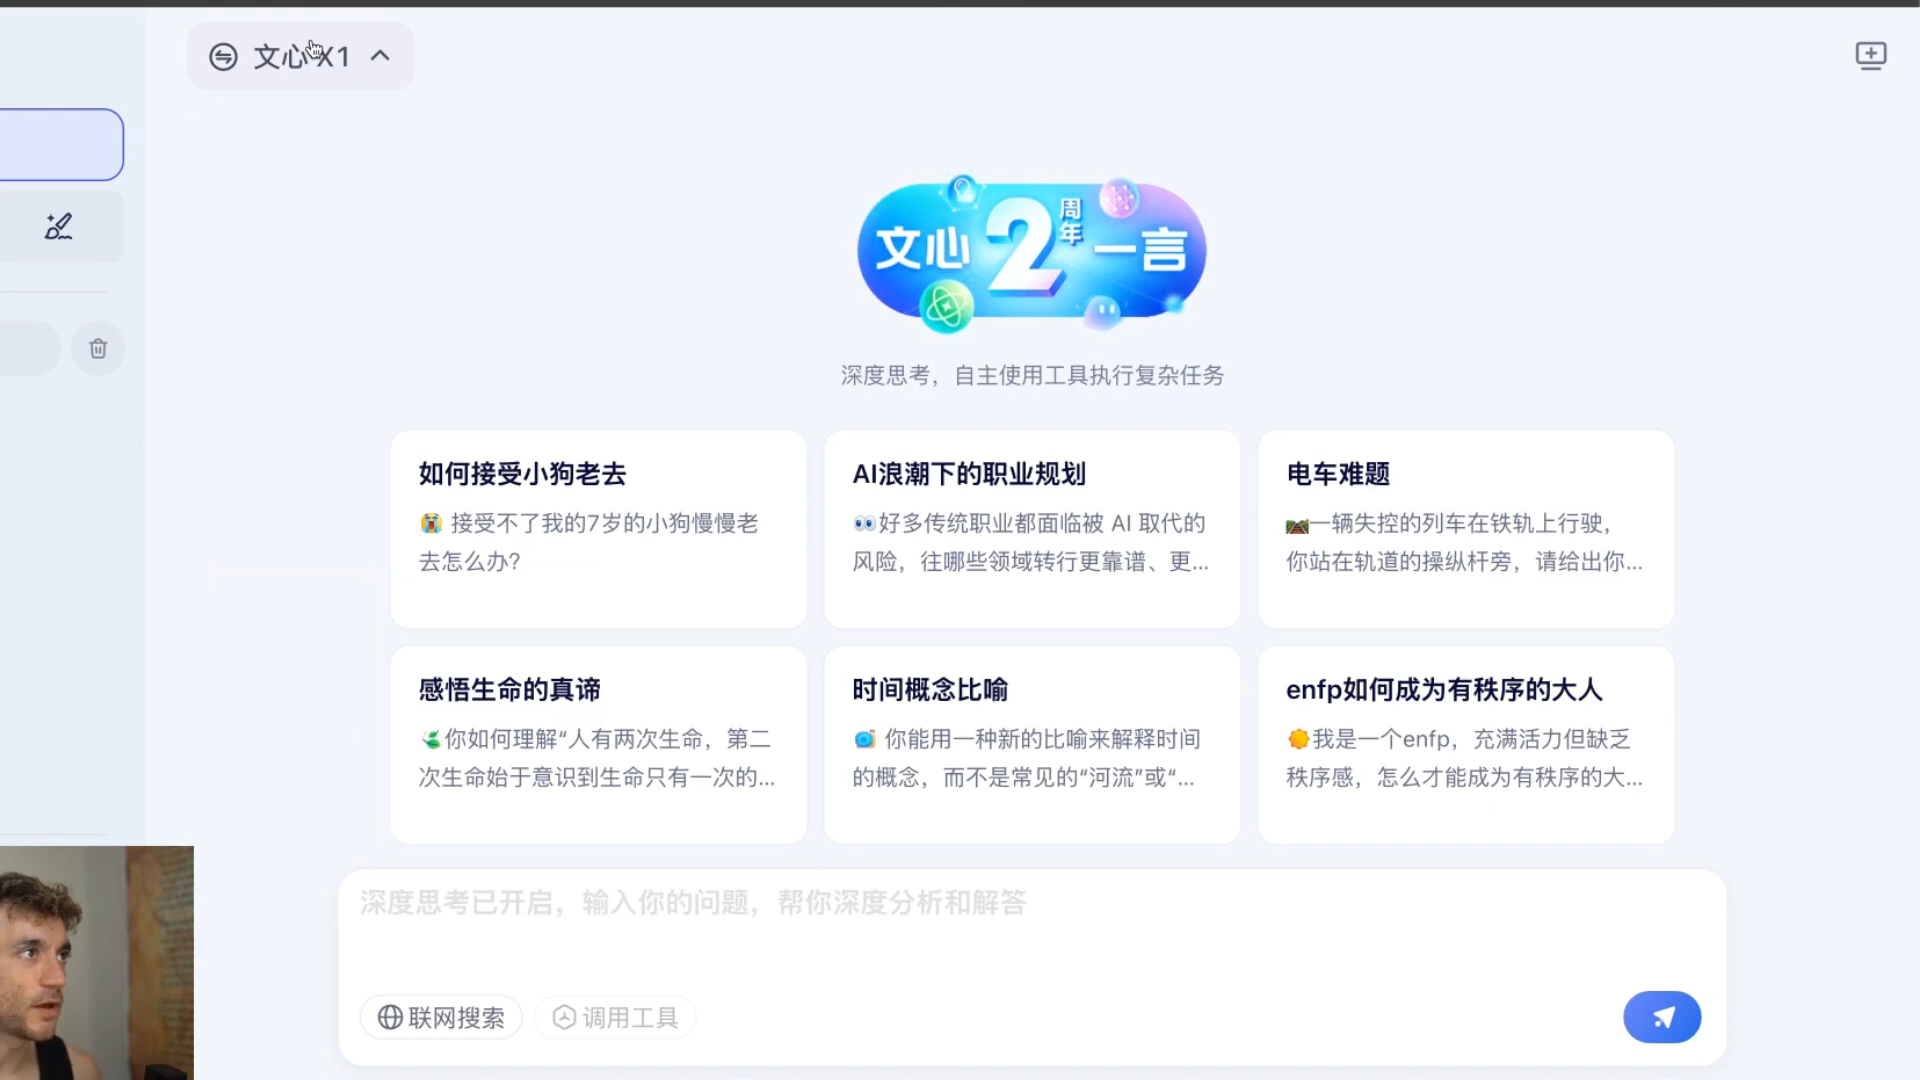 文心 X1
文心2周年一言
深度思考，自主使用工具执行复杂任务
如何接受小狗老去
😭 接受不了我的7岁的小狗慢慢老
去怎么办？
AI浪潮下的职业规划
👀好多传统职业都面临被 AI 取代的
风险，往哪些领域转行更靠谱、更...
电车难题
🛤️一辆失控的列车在铁轨上行驶，
你站在轨道的操纵杆旁，请给出你...
感悟生命的真谛
🍃你如何理解“人有两次生命，第二
次生命始于意识到生命只有一次的...
时间概念比喻
🐌 你能用一种新的比喻来解释时间
的概念，而不是常见的“河流”或“...
enfp如何成为有秩序的大人
🌞我是一个enfp，充满活力但缺乏
秩序感，怎么才能成为有秩序的大...
深度思考已开启，输入你的问题，帮你深度分析和解答
联网搜索
调用工具